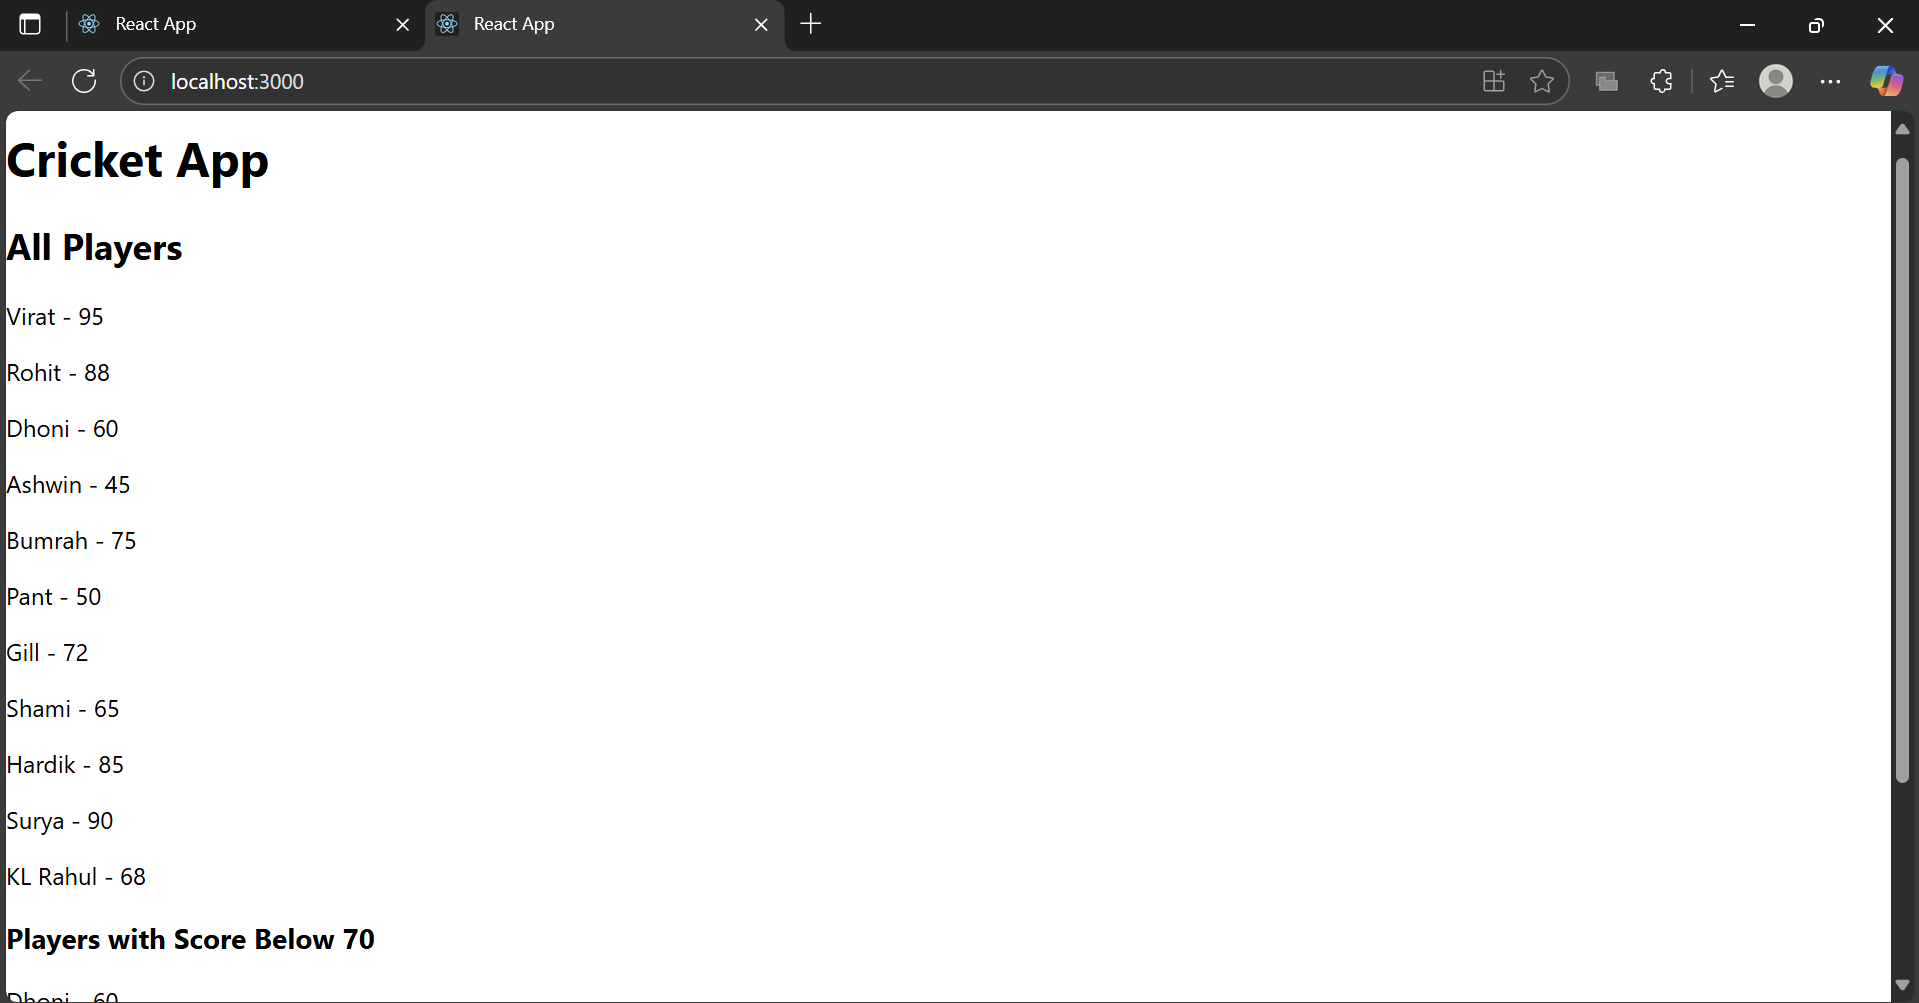 React App
React App
localhost:3000
Cricket App
All Players
Virat - 95
Rohit - 88
Dhoni - 60
Ashwin - 45
Bumrah - 75
Pant - 50
Gill - 72
Shami - 65
Hardik - 85
Surya - 90
KL Rahul - 68
Players with Score Below 70
Dhoni - 60